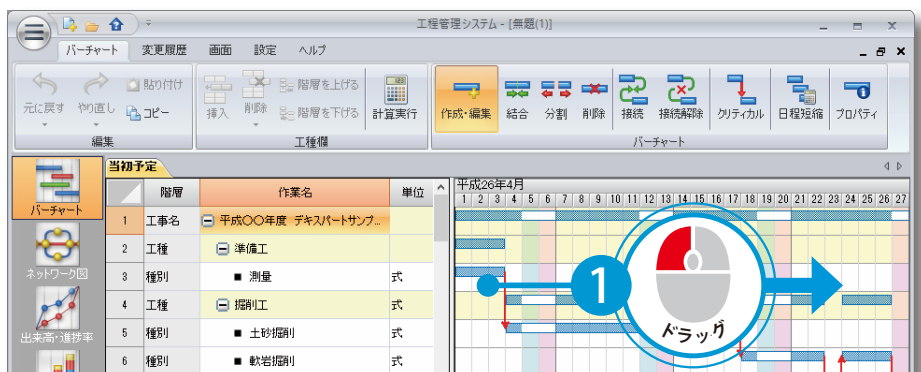 工程管理システム - [無題(1)]
バーチャート 変更履歴 画面 設定 ヘルプ
元に戻す やり直し 貼り付け コピー 挿入 削除 階層を上げる 階層を下げる 計算実行 作成・編集 結合 分割 削除 接続 接続解除 クリティカル 日程短縮 プロパティ
編集 工種欄 バーチャート
バーチャート
ネットワーク図
出来高・進捗率
当初予定
階層 作業名 単位 平成26年4月
1 2 3 4 5 6 7 8 9 10 11 12 13 14 15 16 17 18 19 20 21 22 23 24 25 26 27
1 工事名 平成〇〇年度 デキスパートサンプ...
2 工種 準備工
3 種別 ■ 測量 式
4 工種 掘削工
5 種別 ■ 土砂掘削 式
6 種別 ■ 軟岩掘削 式
1
ドラッグ